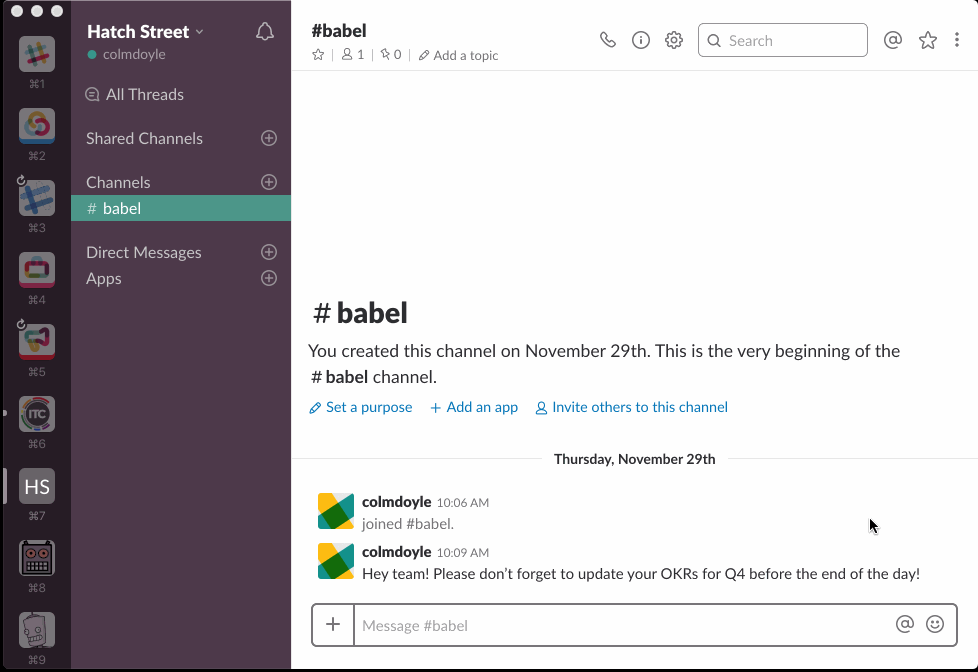 ⌘1
⌘2
⌘3
⌘4
⌘5
ITC
⌘6
HS
⌘7
⌘8
⌘9
Hatch Street
colmdoyle
All Threads
Shared Channels
Channels
# babel
Direct Messages
Apps
#babel
1 | 0 | Add a topic
Search
# babel
You created this channel on November 29th. This is the very beginning of the
# babel channel.
Set a purpose + Add an app Invite others to this channel
Thursday, November 29th
colmdoyle 10:06 AM
joined #babel.
colmdoyle 10:09 AM
Hey team! Please don’t forget to update your OKRs for Q4 before the end of the day!
+ Message #babel @